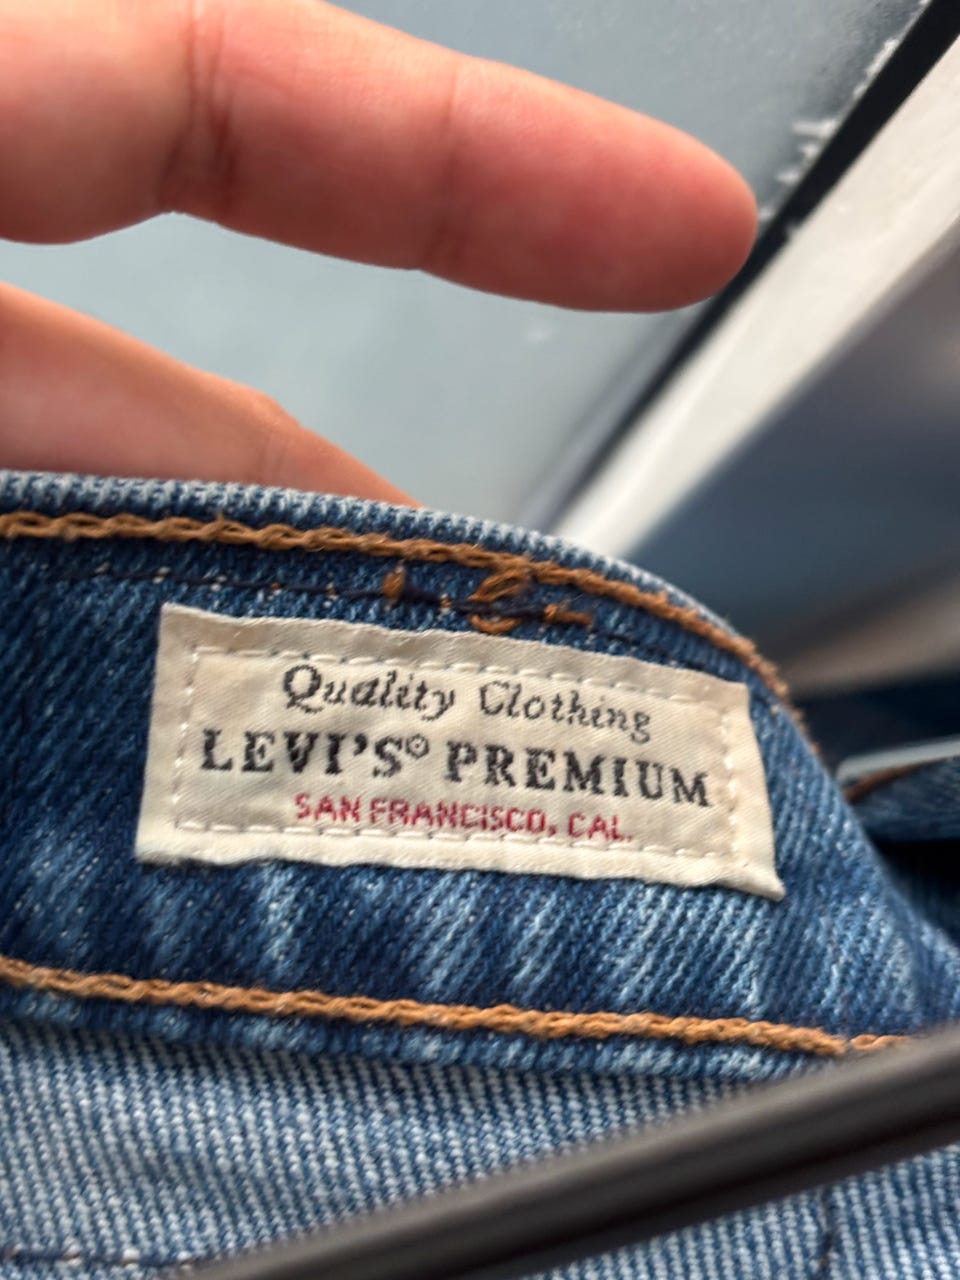 Quality Clothing
LEVI'S® PREMIUM
SAN FRANCISCO, CAL.